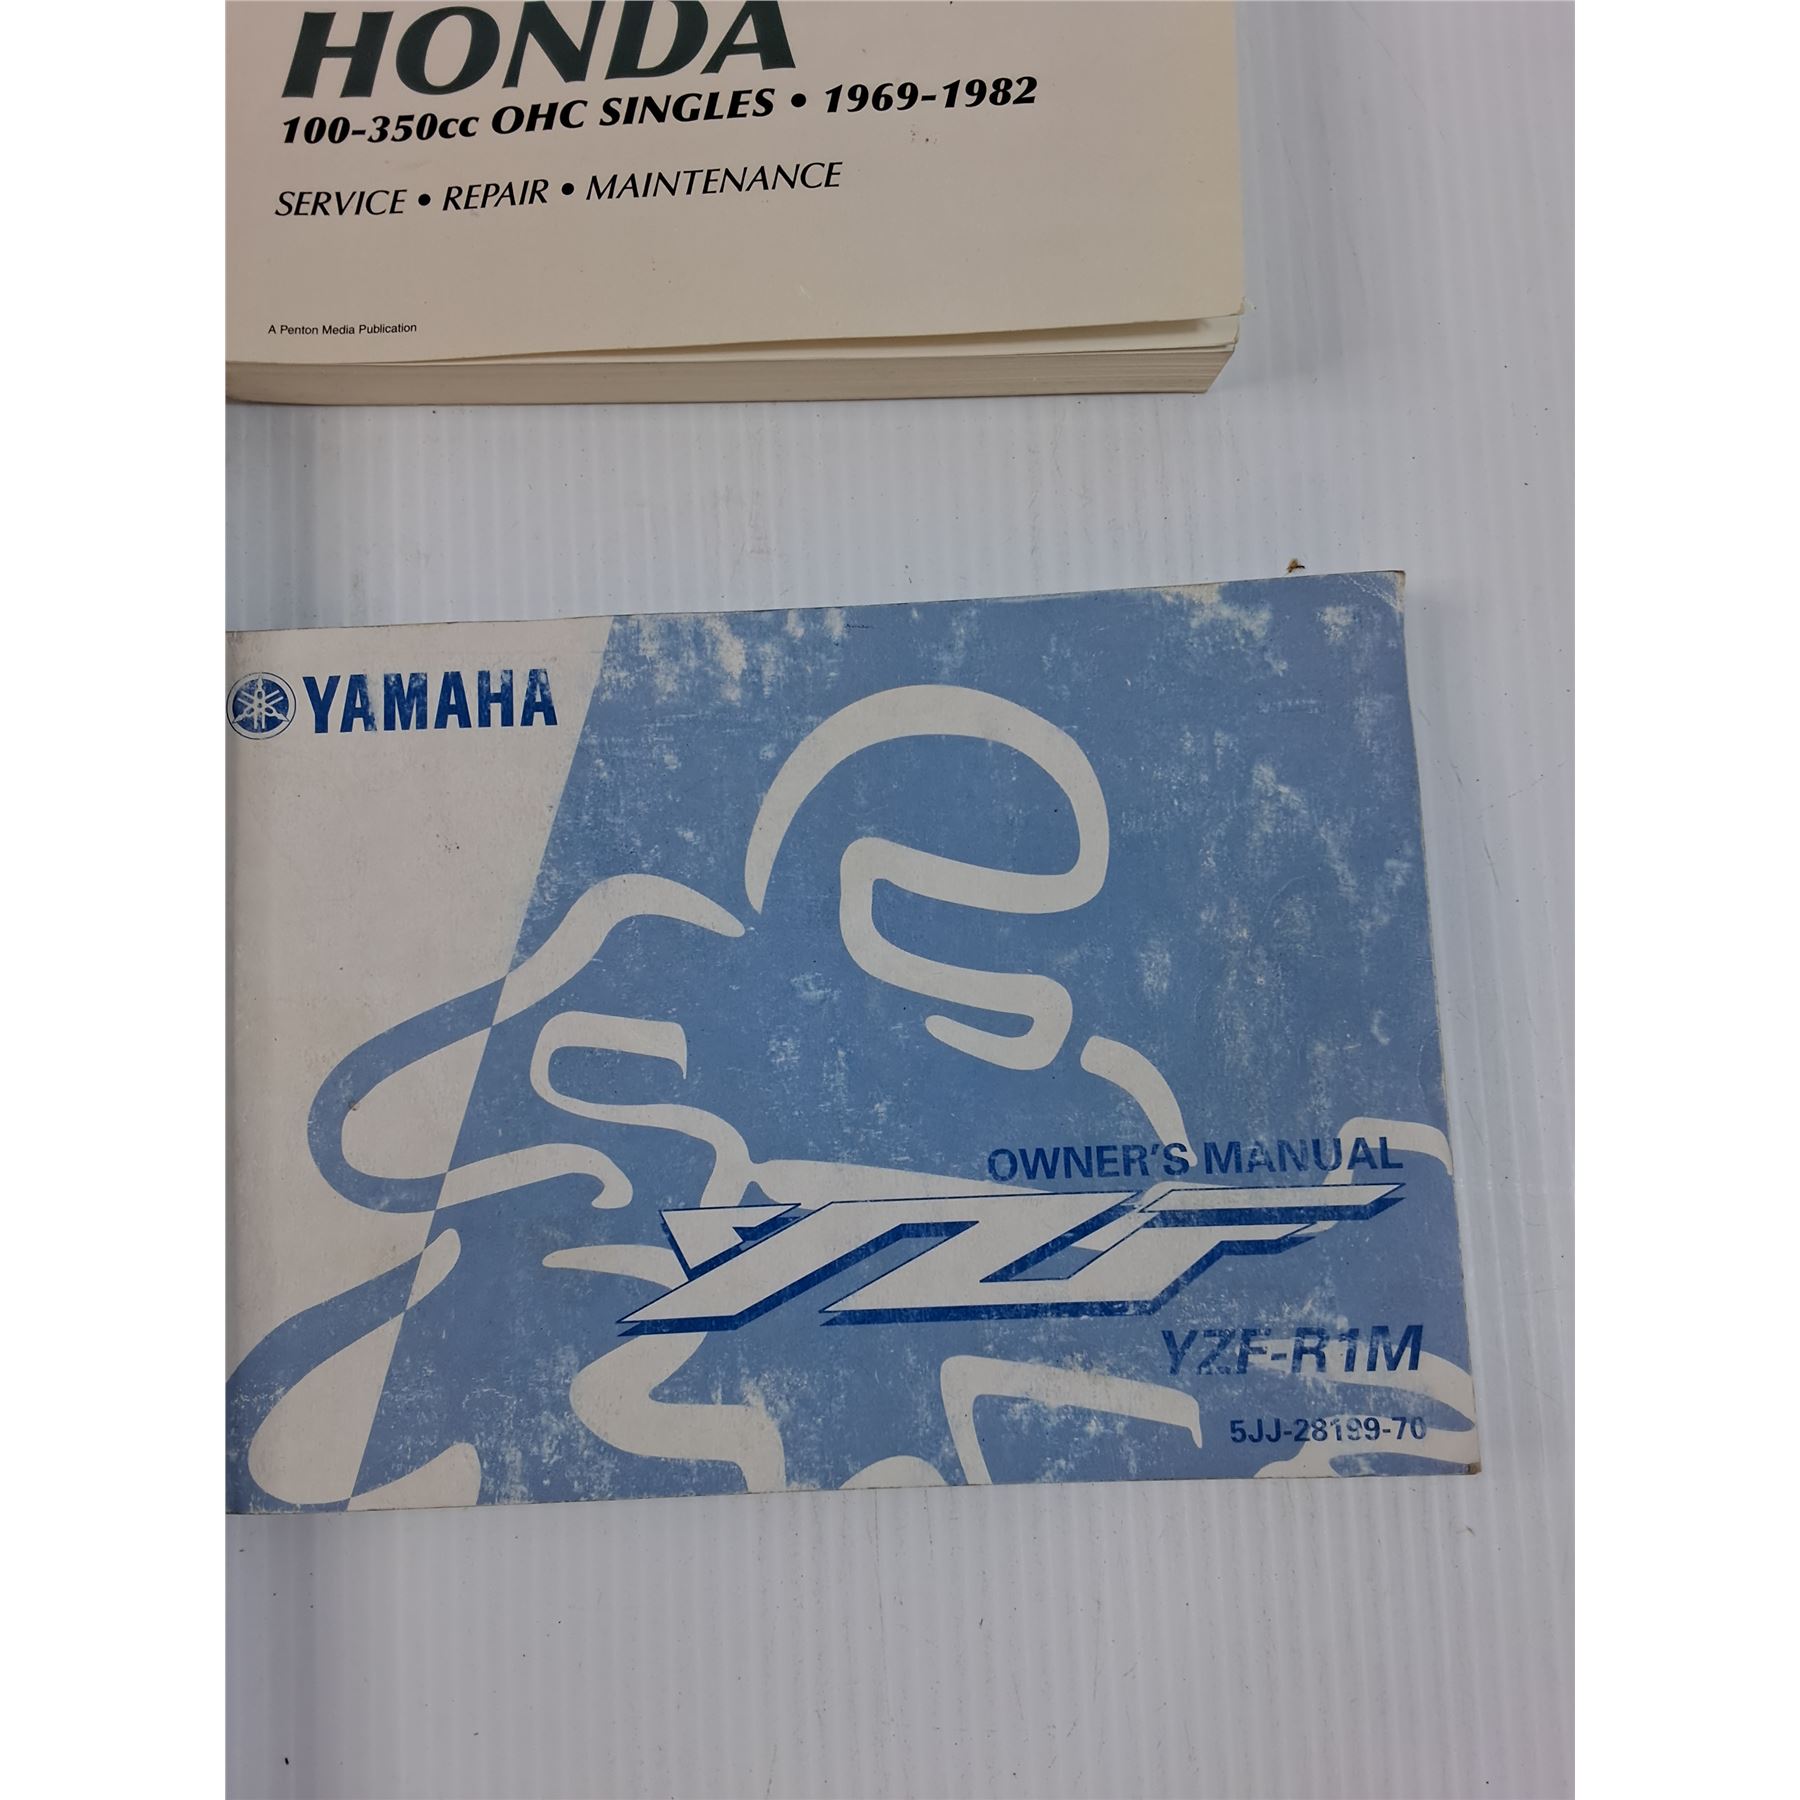 HONDA
100-350cc OHC SINGLES • 1969-1982
SERVICE • REPAIR • MAINTENANCE
A Penton Media Publication
YAMAHA
OWNER'S MANUAL
YZF
YZF-R1M
5JJ-28199-70